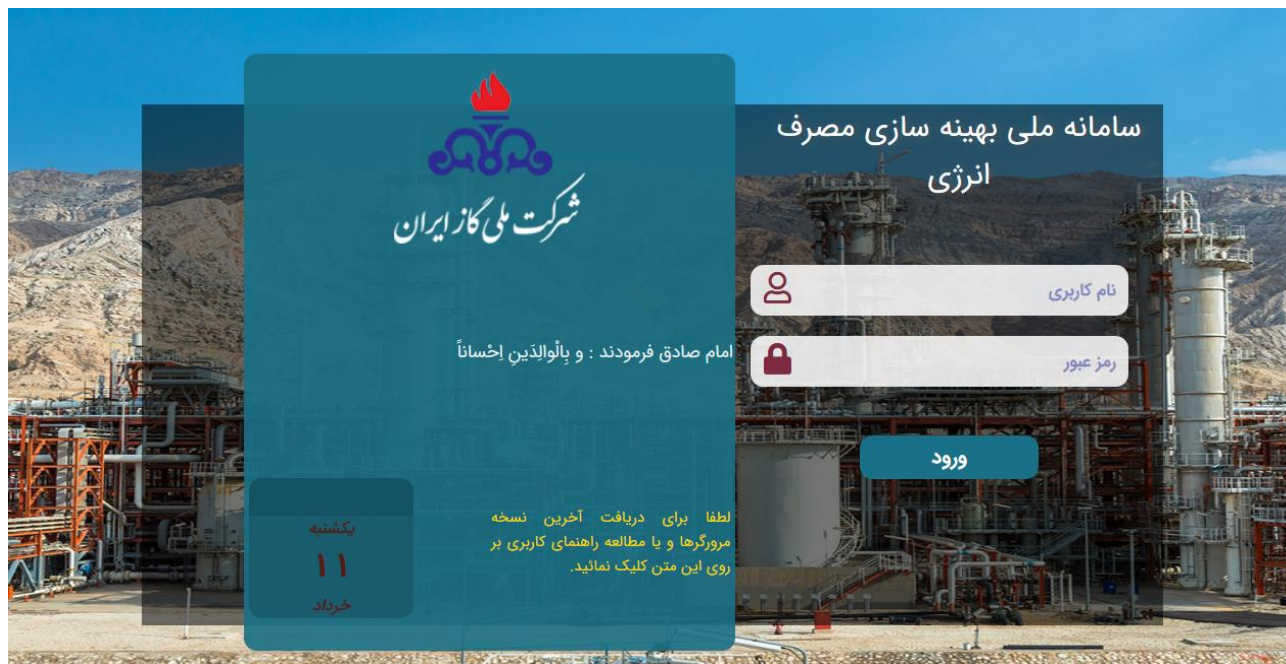 سامانه ملی بهینه سازی مصرف
انرژی
نام کاربری
رمز عبور
ورود
شرکت ملی گاز ایران
امام صادق فرمودند : و بِالْوالِدَینِ اِحْساناً
لطفا برای دریافت آخرین نسخه
مرورگرها و یا مطالعه راهنمای کاربری بر
روی این متن کلیک نمائید.
یکشنبه
۱۱
خرداد